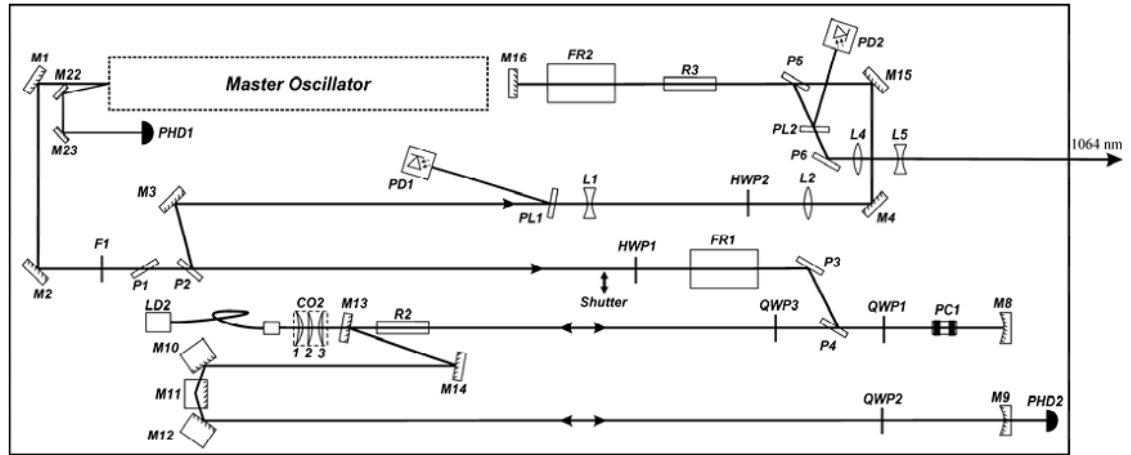 M1
M22
Master Oscillator
M16
FR2
R3
P5
PD2
M15
M23
PHD1
PL2
P6
L4
L5
1064 nm
M3
PD1
PL1
L1
HWP2
L2
M4
F1
M2
P1
P2
HWP1
FR1
P3
Shutter
LD2
CO2
M13
R2
QWP3
P4
QWP1
PC1
M8
1 2 3
M10
M11
M14
M12
QWP2
M9
PHD2